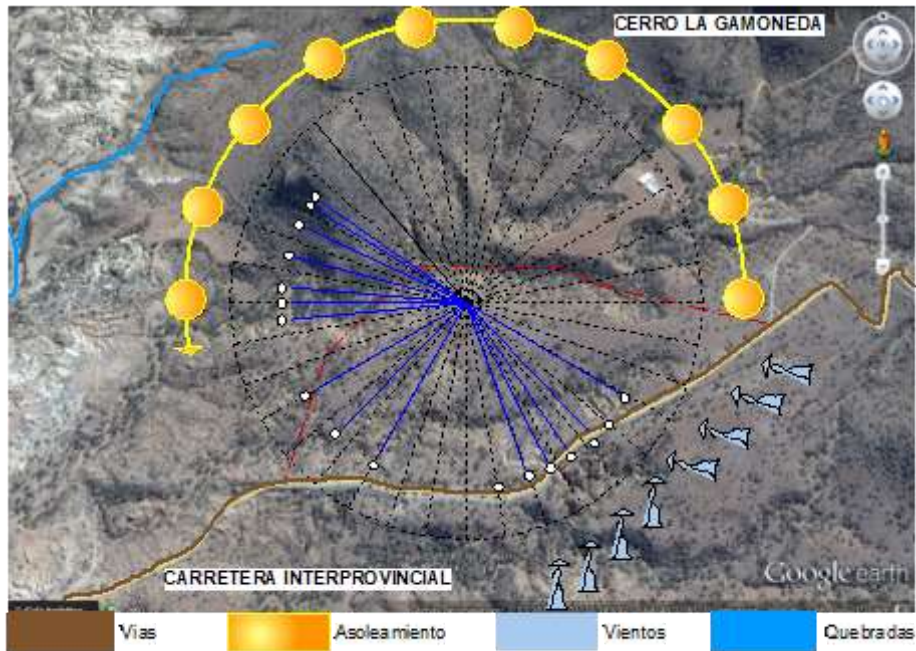 CERRO LA GAMONEDA
CARRETERA INTERPROVINCIAL
Google earth
Vias
Asoleamiento
Vientos
Quebradas